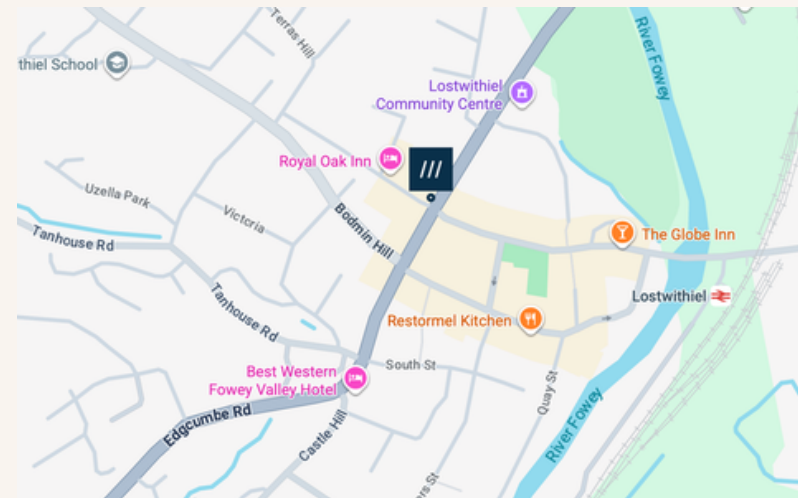 Terras Hill
River Fowey
thiel School
Lostwithiel
Community Centre
Royal Oak Inn
///
Uzella Park
Victoria
Bodmin Hill
Tanhouse Rd
The Globe Inn
Tanhouse Rd
Lostwithiel
Restormel Kitchen
Best Western
Fowey Valley Hotel
South St
Quay St
Edgcumbe Rd
Castle Hill
River Fowey
rs St